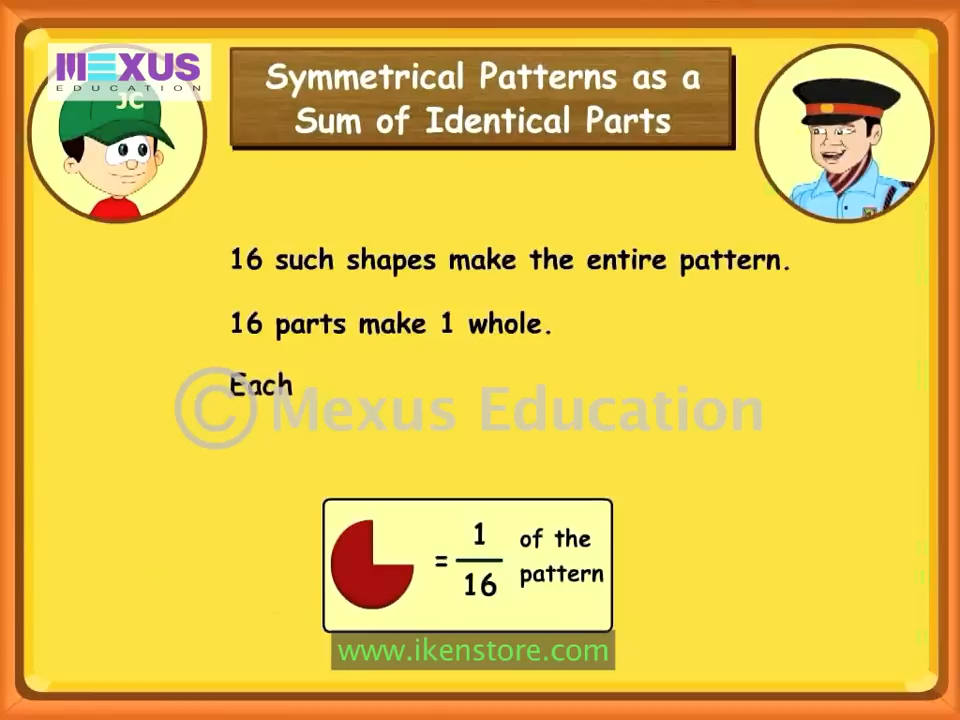 MEXUS
EDUCATION
JC
Symmetrical Patterns as a
Sum of Identical Parts
16 such shapes make the entire pattern.
16 parts make 1 whole.
Each
© Mexus Education
= 1/16 of the pattern
www.ikenstore.com